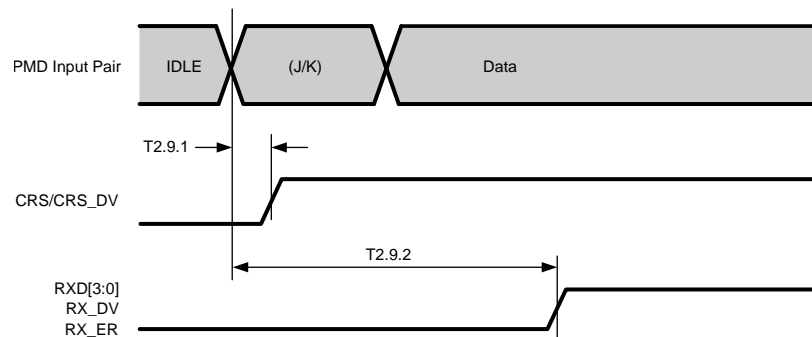 PMD Input Pair
IDLE
(J/K)
Data
T2.9.1
CRS/CRS_DV
T2.9.2
RXD[3:0]
RX_DV
RX_ER